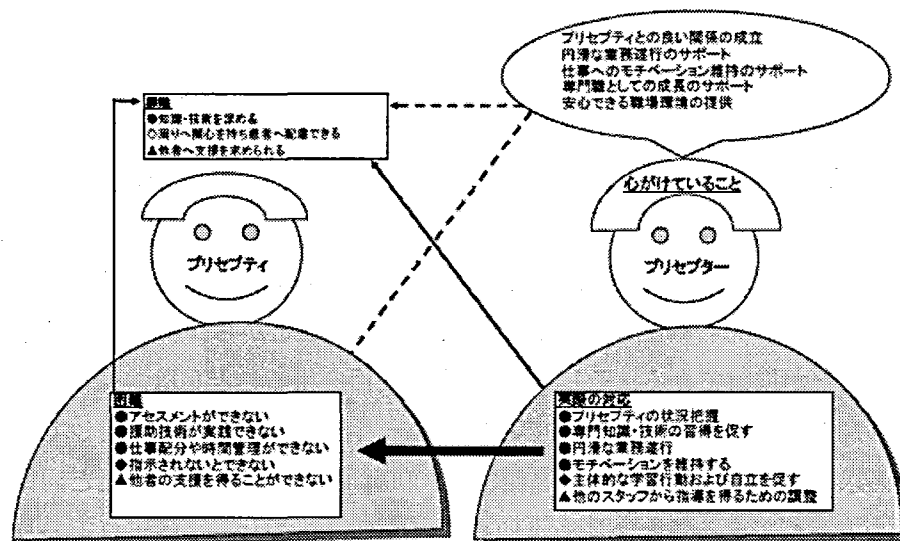 プリセプティとの良い関係の成立
円滑な業務遂行のサポート
仕事へのモチベーション維持のサポート
専門職としての成長のサポート
安心できる職場環境の提供
心がけていること
●知識・技術を求める
○周りへ関心を持ち患者へ配慮できる
▲他者へ支援を求められる
プリセプティ
プリセプター
困難
●アセスメントができない
●援助技術が実践できない
●仕事配分や時間管理ができない
◆指示されないとできない
▲他者の支援を得ることができない
実際の対応
●プリセプティの状況把握
●専門知識・技術の習得を促す
●円滑な業務遂行
●モチベーションを維持する
◆主体的な学習行動および自立を促す
▲他のスタッフから指導を得るための調整